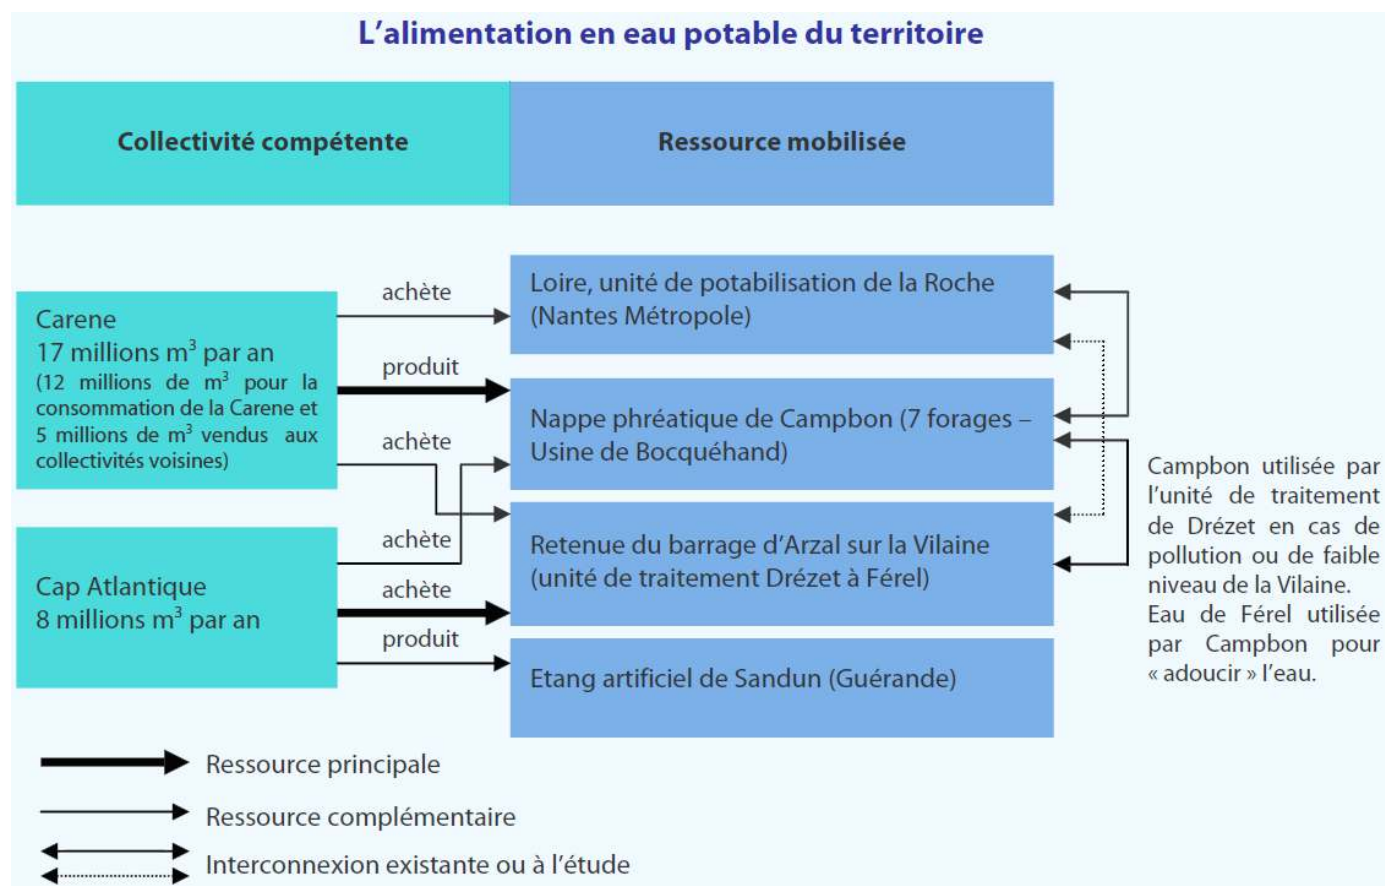 L’alimentation en eau potable du territoire
Collectivité compétente
Ressource mobilisée
Carene
17 millions m³ par an
(12 millions de m³ pour la
consommation de la Carene et
5 millions de m³ vendus aux
collectivités voisines)
Cap Atlantique
8 millions m³ par an
achète
produit
achète
achète
achète
produit
Loire, unité de potabilisation de la Roche
(Nantes Métropole)
Nappe phréatique de Campbon (7 forages –
Usine de Bocquéhand)
Retenue du barrage d’Arzal sur la Vilaine
(unité de traitement Drézet à Férel)
Etang artificiel de Sandun (Guérande)
Campbon utilisée par
l’unité de traitement
de Drézet en cas de
pollution ou de faible
niveau de la Vilaine.
Eau de Férel utilisée
par Campbon pour
« adoucir » l’eau.
Ressource principale
Ressource complémentaire
Interconnexion existante ou à l’étude